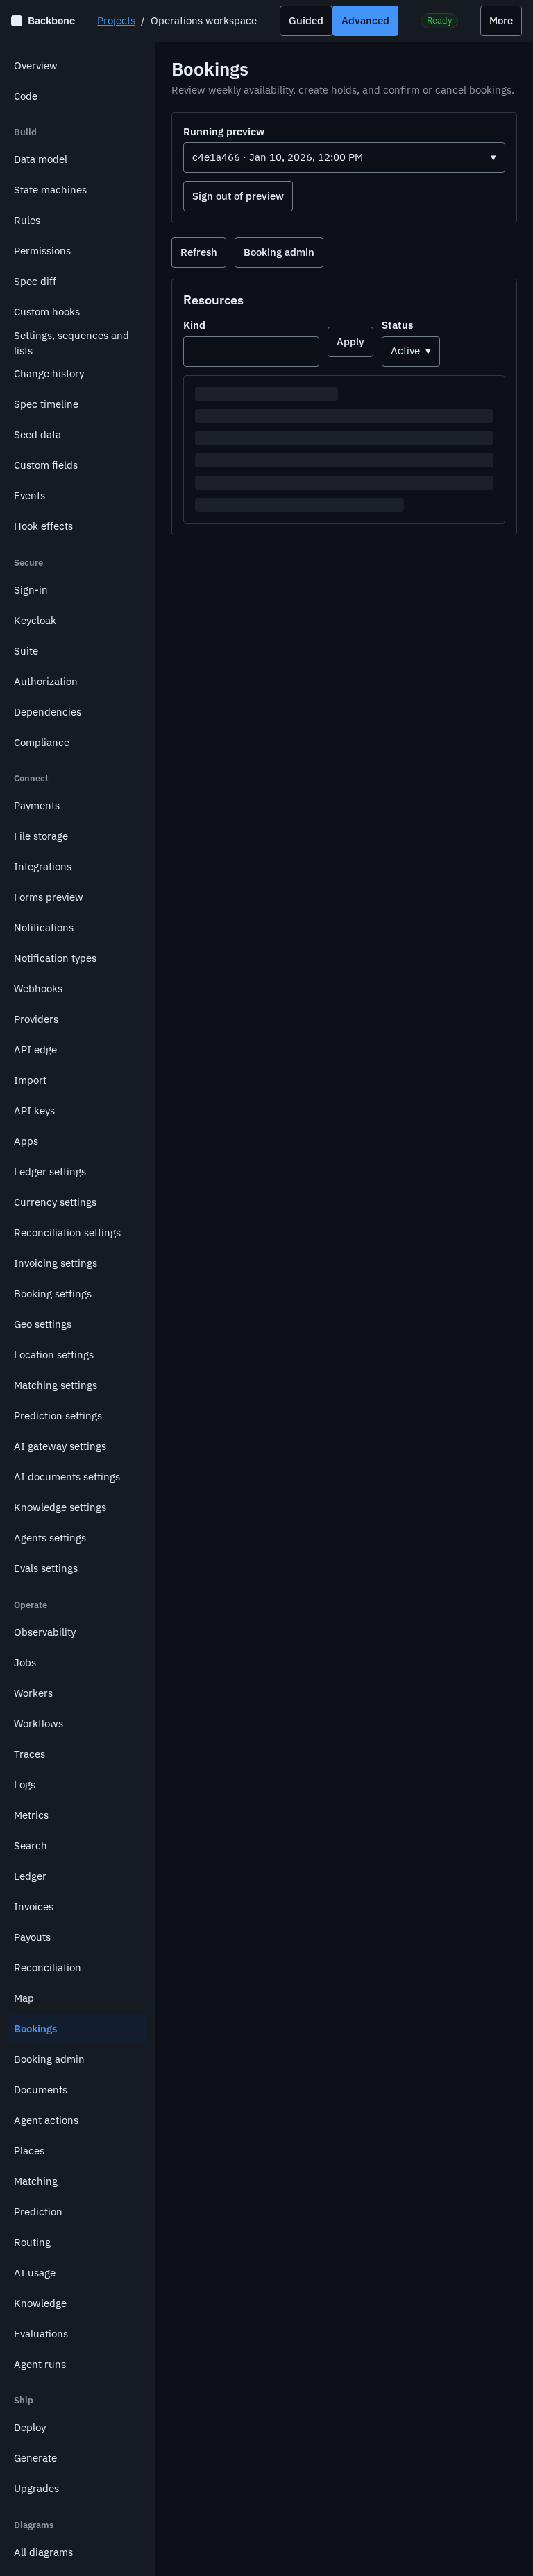 Backbone
Projects / Operations workspace
Guided
Advanced
Ready
More
Overview
Code
Build
Data model
State machines
Rules
Permissions
Spec diff
Custom hooks
Settings, sequences and
lists
Change history
Spec timeline
Seed data
Custom fields
Events
Hook effects
Secure
Sign-in
Keycloak
Suite
Authorization
Dependencies
Compliance
Connect
Payments
File storage
Integrations
Forms preview
Notifications
Notification types
Webhooks
Providers
API edge
Import
API keys
Apps
Ledger settings
Currency settings
Reconciliation settings
Invoicing settings
Booking settings
Geo settings
Location settings
Matching settings
Prediction settings
AI gateway settings
AI documents settings
Knowledge settings
Agents settings
Evals settings
Operate
Observability
Jobs
Workers
Workflows
Traces
Logs
Metrics
Search
Ledger
Invoices
Payouts
Reconciliation
Map
Bookings
Booking admin
Documents
Agent actions
Places
Matching
Prediction
Routing
AI usage
Knowledge
Evaluations
Agent runs
Ship
Deploy
Generate
Upgrades
Diagrams
All diagrams
Bookings
Review weekly availability, create holds, and confirm or cancel bookings.
Running preview
c4e1a466 · Jan 10, 2026, 12:00 PM
Sign out of preview
Refresh
Booking admin
Resources
Kind
Apply
Status
Active